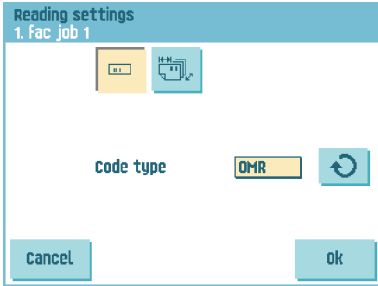 Reading settings
1. Fac job 1
Code type
OMR
Cancel
Ok